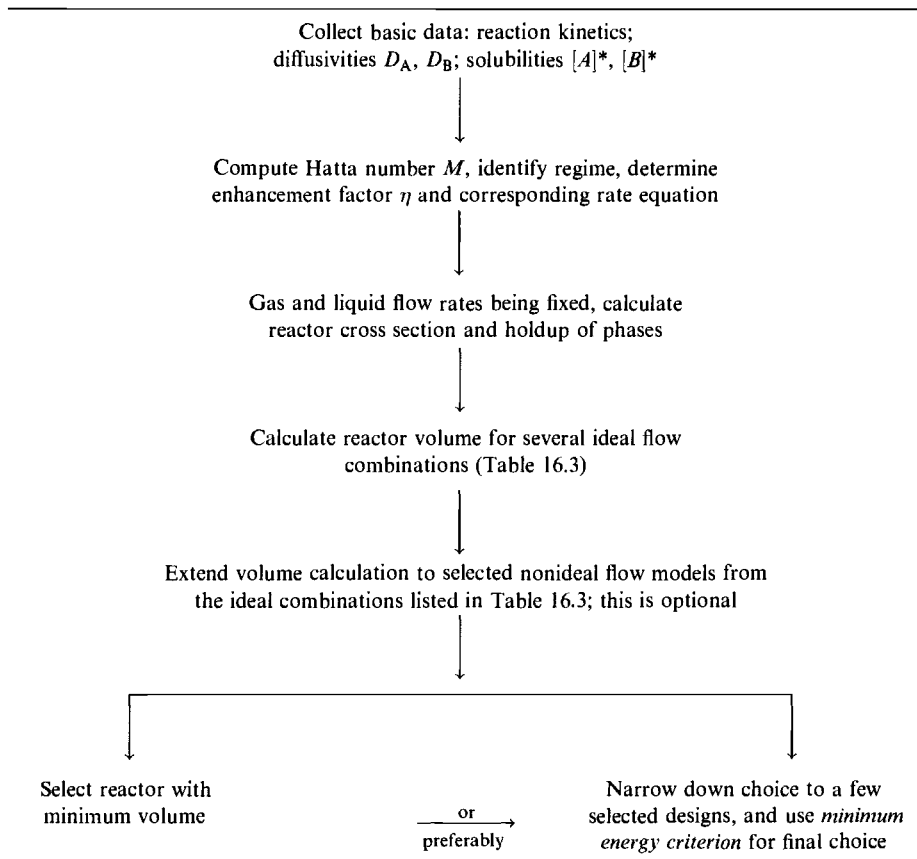 Collect basic data: reaction kinetics;
diffusivities D_A, D_B; solubilities [A]*, [B]*
Compute Hatta number M, identify regime, determine
enhancement factor η and corresponding rate equation
Gas and liquid flow rates being fixed, calculate
reactor cross section and holdup of phases
Calculate reactor volume for several ideal flow
combinations (Table 16.3)
Extend volume calculation to selected nonideal flow models from
the ideal combinations listed in Table 16.3; this is optional
Select reactor with
minimum volume
or
preferably
Narrow down choice to a few
selected designs, and use minimum
energy criterion for final choice